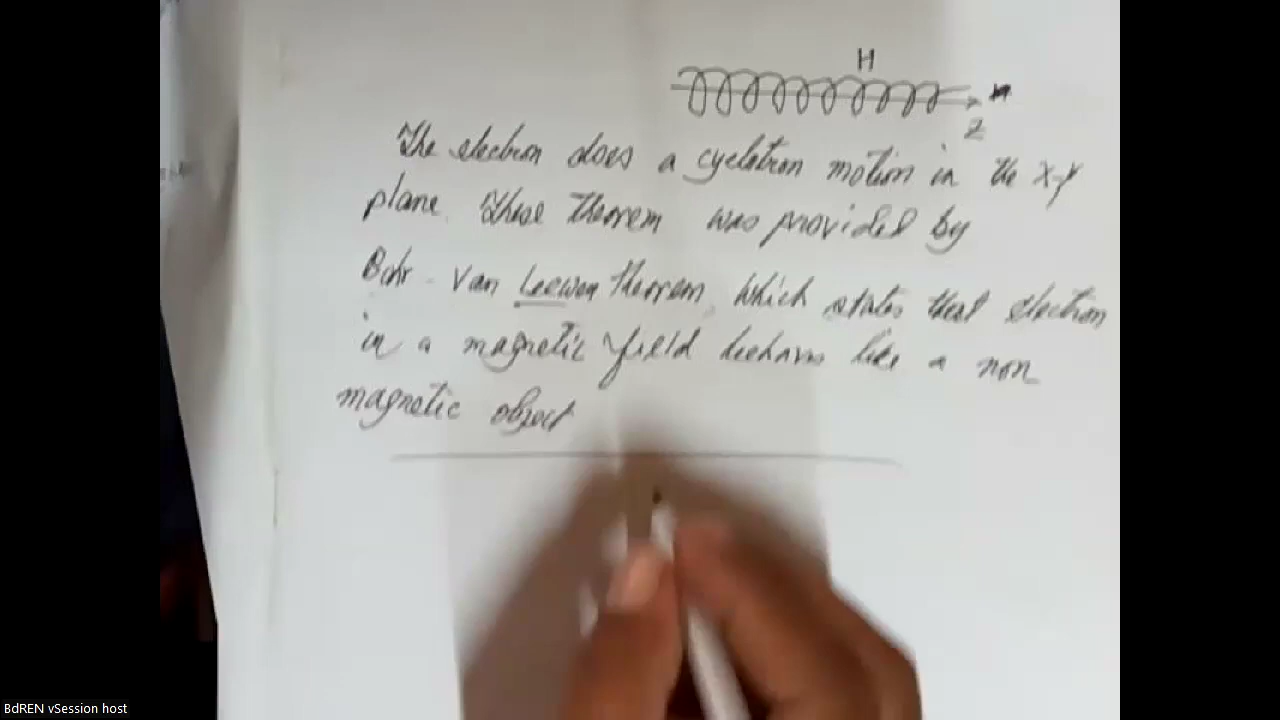 H
Z
The electron does a cyclotron motion in the x-y
plane. These theorem was provided by
Bohr - Van Leewen theorem, which states that electron
in a magnetic field behaves like a non
magnetic object
BdREN vSession host